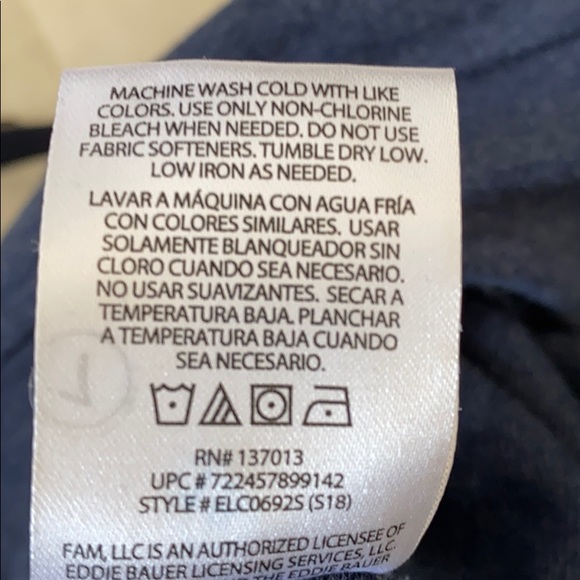 MACHINE WASH COLD WITH LIKE
COLORS. USE ONLY NON-CHLORINE
BLEACH WHEN NEEDED. DO NOT USE
FABRIC SOFTENERS. TUMBLE DRY LOW.
LOW IRON AS NEEDED.
LAVAR A MÁQUINA CON AGUA FRÍA
CON COLORES SIMILARES. USAR
SOLAMENTE BLANQUEADOR SIN
CLORO CUANDO SEA NECESARIO.
NO USAR SUAVIZANTES. SECAR A
TEMPERATURA BAJA. PLANCHAR
A TEMPERATURA BAJA CUANDO
SEA NECESARIO.
RN# 137013
UPC # 722457899142
STYLE # ELC0692S (S18)
FAM, LLC IS AN AUTHORIZED LICENSEE OF
EDDIE BAUER LICENSING SERVICES, LLC.
THE EDDIE BAUER